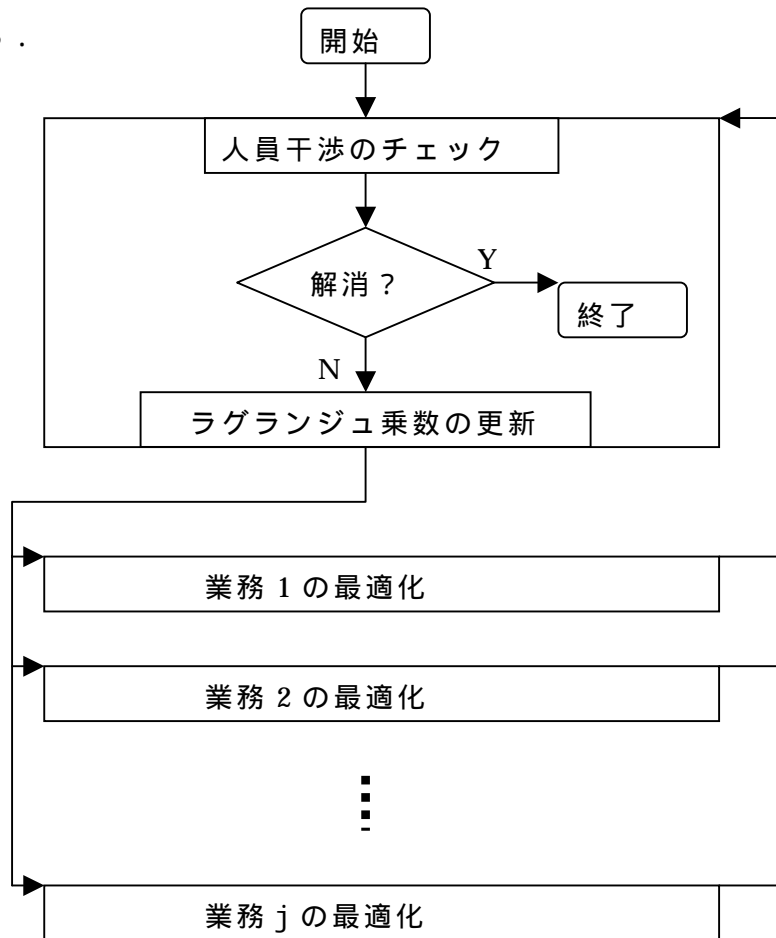 開始
人員干渉のチェック
解消？
Y
終了
N
ラグランジュ乗数の更新
業務１の最適化
業務２の最適化
業務ｊの最適化